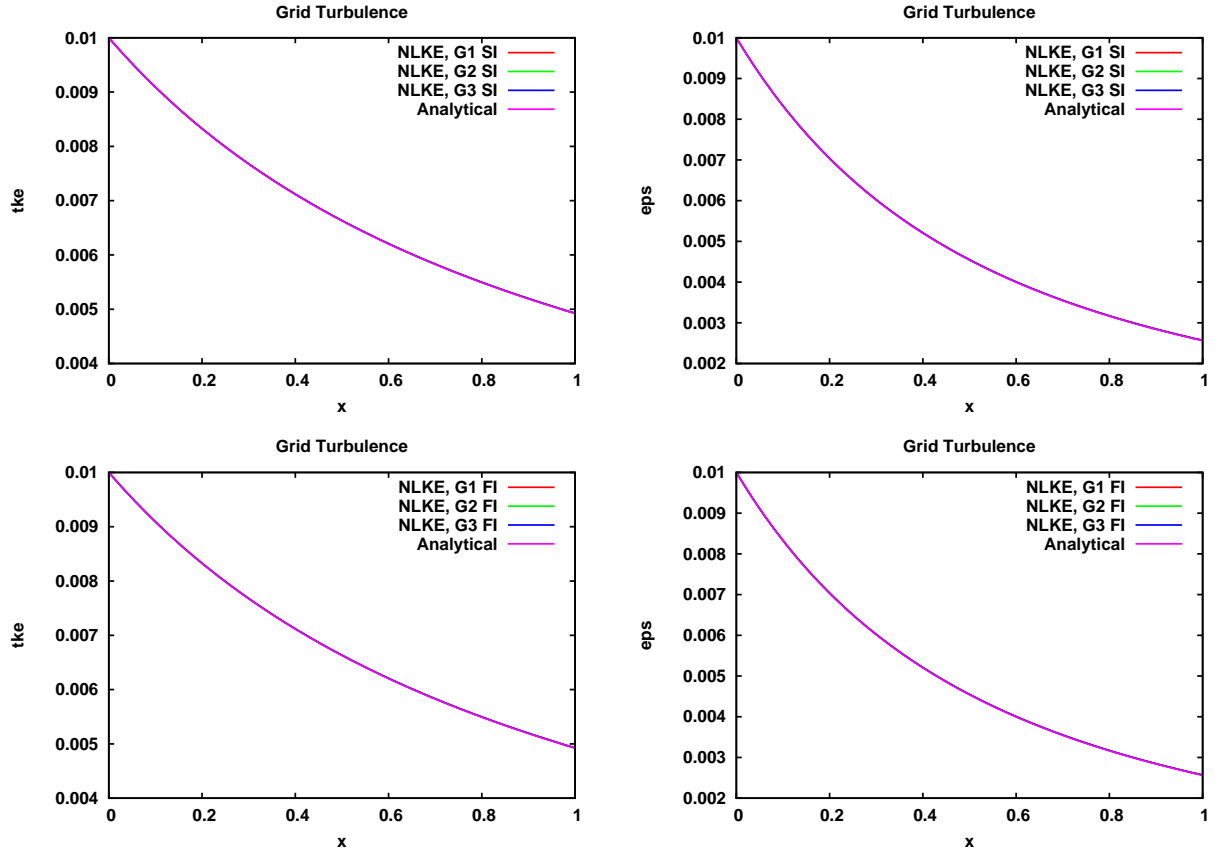 Grid Turbulence
0.01
0.009
0.008
0.007
0.006
0.005
0.004
0
0.2
0.4
0.6
0.8
1
tke
x
NLKE, G1 SI
NLKE, G2 SI
NLKE, G3 SI
Analytical
Grid Turbulence
0.01
0.009
0.008
0.007
0.006
0.005
0.004
0.003
0.002
0
0.2
0.4
0.6
0.8
1
eps
x
NLKE, G1 SI
NLKE, G2 SI
NLKE, G3 SI
Analytical
Grid Turbulence
0.01
0.009
0.008
0.007
0.006
0.005
0.004
0
0.2
0.4
0.6
0.8
1
tke
x
NLKE, G1 FI
NLKE, G2 FI
NLKE, G3 FI
Analytical
Grid Turbulence
0.01
0.009
0.008
0.007
0.006
0.005
0.004
0.003
0.002
0
0.2
0.4
0.6
0.8
1
eps
x
NLKE, G1 FI
NLKE, G2 FI
NLKE, G3 FI
Analytical